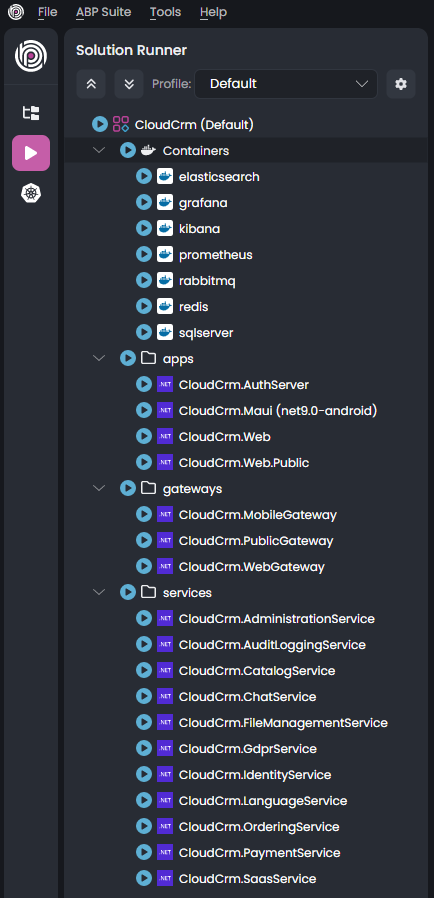 File ABP Suite Tools Help
Solution Runner
Profile: Default
CloudCrm (Default)
Containers
elasticsearch
grafana
kibana
prometheus
rabbitmq
redis
sqlserver
apps
.NET CloudCrm.AuthServer
.NET CloudCrm.Maui (net9.0-android)
.NET CloudCrm.Web
.NET CloudCrm.Web.Public
gateways
.NET CloudCrm.MobileGateway
.NET CloudCrm.PublicGateway
.NET CloudCrm.WebGateway
services
.NET CloudCrm.AdministrationService
.NET CloudCrm.AuditLoggingService
.NET CloudCrm.CatalogService
.NET CloudCrm.ChatService
.NET CloudCrm.FileManagementService
.NET CloudCrm.GdprService
.NET CloudCrm.IdentityService
.NET CloudCrm.LanguageService
.NET CloudCrm.OrderingService
.NET CloudCrm.PaymentService
.NET CloudCrm.SaasService